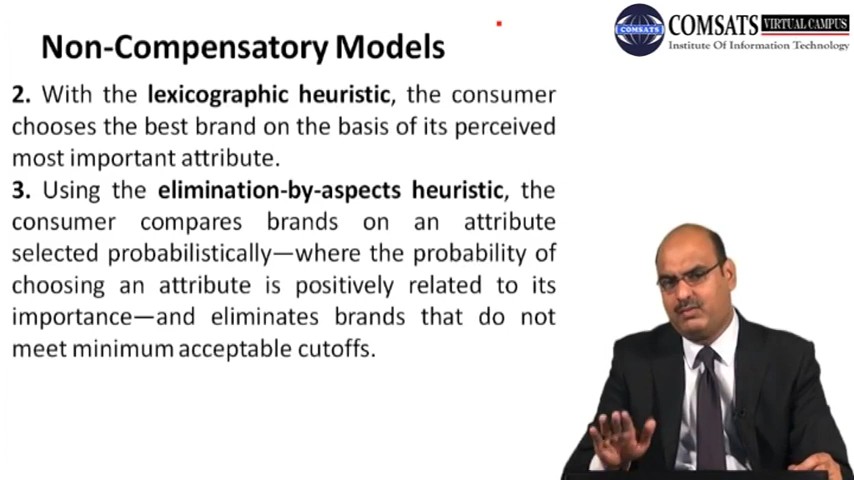 Non-Compensatory Models
COMSATS
COMSATS VIRTUAL CAMPUS
Institute Of Information Technology
2. With the lexicographic heuristic, the consumer
chooses the best brand on the basis of its perceived
most important attribute.
3. Using the elimination-by-aspects heuristic, the
consumer compares brands on an attribute
selected probabilistically—where the probability of
choosing an attribute is positively related to its
importance—and eliminates brands that do not
meet minimum acceptable cutoffs.